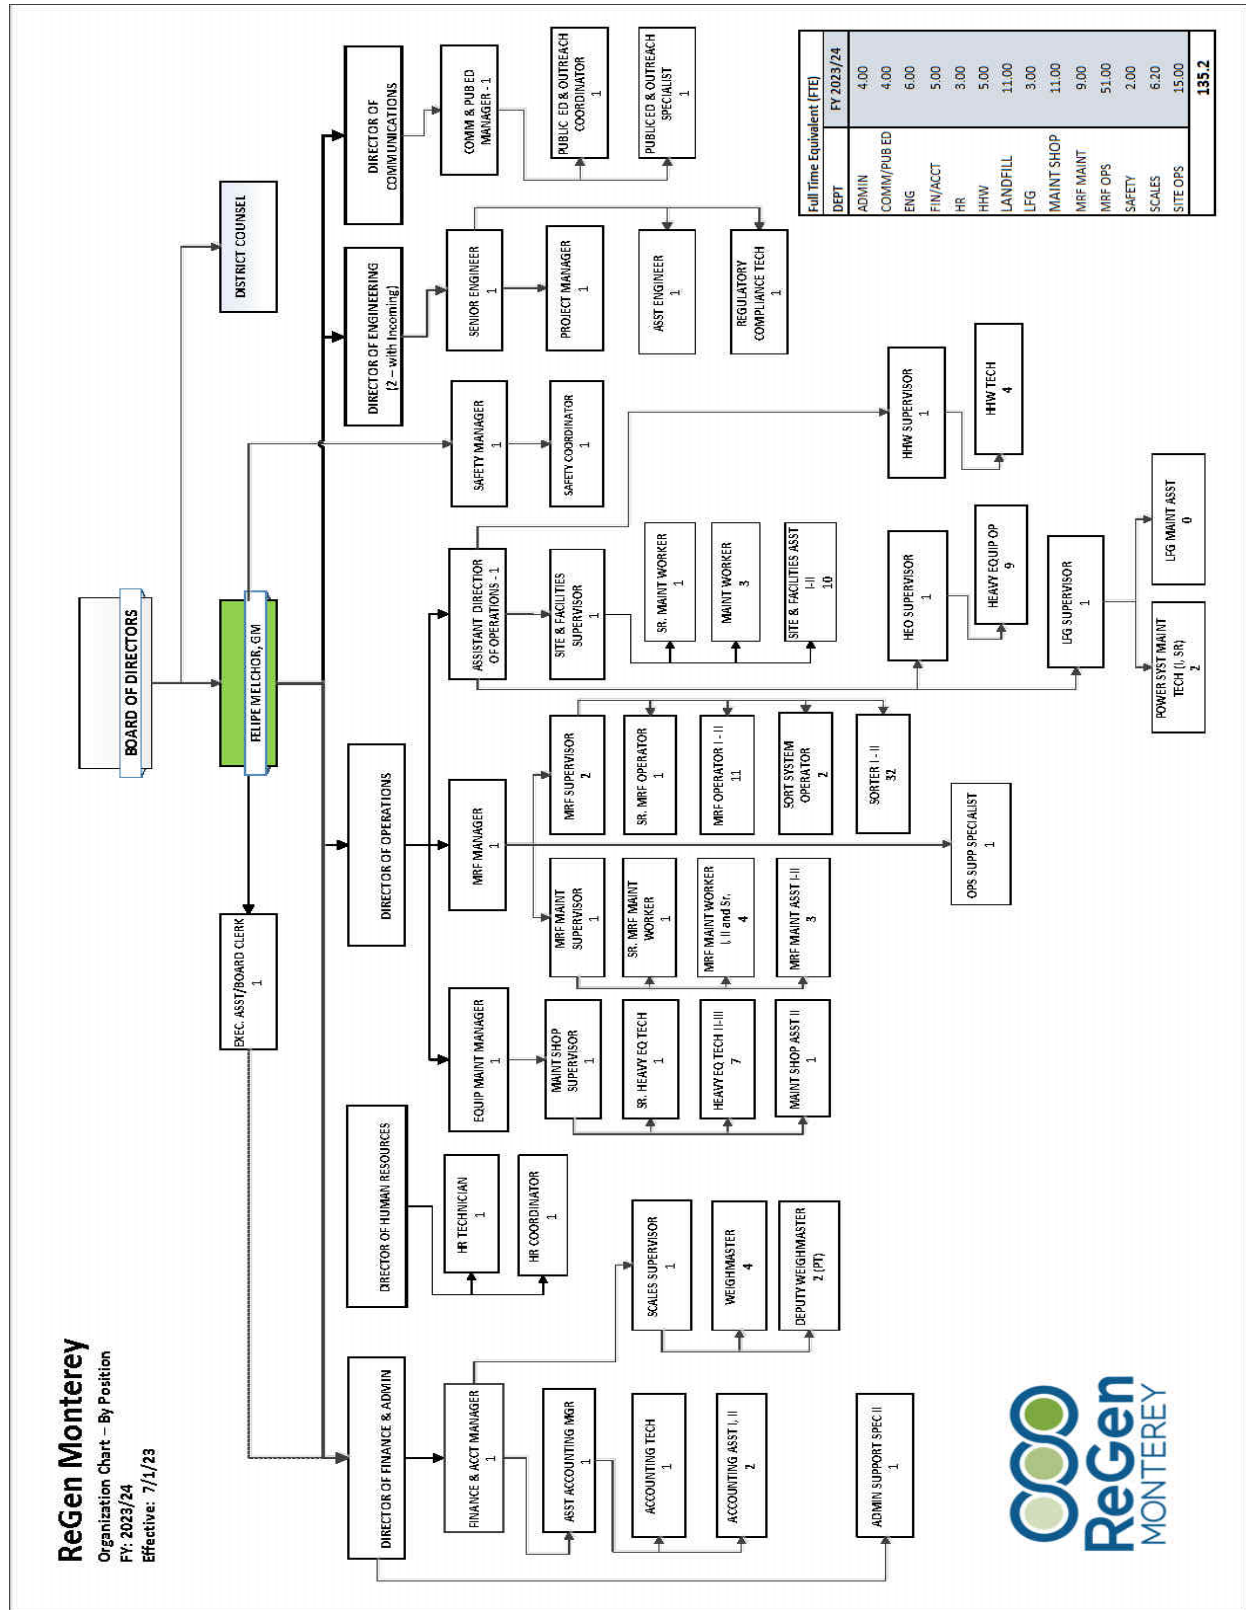 ReGen Monterey
Organization Chart – By Position
FY: 2023/24
Effective: 7/1/23
BOARD OF DIRECTORS
FELIPE MELCHOR, GM
DISTRICT COUNSEL
EXEC. ASST/BOARD CLERK
1
DIRECTOR OF FINANCE & ADMIN
FINANCE & ACCT MANAGER
1
ASST ACCOUNTING MGR
1
ACCOUNTING TECH
1
ACCOUNTING ASST I, II
2
ADMIN SUPPORT SPEC II
1
SCALES SUPERVISOR
1
WEIGHMASTER
4
DEPUTY WEIGHMASTER
2 (PT)
DIRECTOR OF HUMAN RESOURCES
HR TECHNICIAN
1
HR COORDINATOR
1
DIRECTOR OF OPERATIONS
EQUIP MAINT MANAGER
1
MAINT SHOP
SUPERVISOR
1
SR. HEAVY EQ TECH
1
HEAVY EQ TECH II-III
7
MAINT SHOP ASST II
1
MRF MANAGER
1
MRF MAINT
SUPERVISOR
1
SR. MRF MAINT
WORKER
1
MRF MAINT WORKER
I, II and Sr.
4
MRF MAINT ASST I-II
3
MRF SUPERVISOR
2
SR. MRF OPERATOR
1
MRF OPERATOR I - II
11
SORT SYSTEM
OPERATOR
2
SORTER I - II
32
OPS SUPP SPECIALIST
1
ASSISTANT DIRECTION
OF OPERATIONS - 1
SITE & FACILITIES
SUPERVISOR
1
SR. MAINT WORKER
1
MAINT WORKER
3
SITE & FACILITIES ASST
I-II
10
HEO SUPERVISOR
1
HEAVY EQUIP OP
9
LFG SUPERVISOR
1
POWER SYST MAINT
TECH (I, SR)
2
LFG MAINT ASST
0
HHW SUPERVISOR
1
HHW TECH
4
SAFETY MANAGER
1
SAFETY COORDINATOR
1
DIRECTOR OF ENGINEERING
(2 – with Incoming)
SENIOR ENGINEER
1
PROJECT MANAGER
1
ASST ENGINEER
1
REGULATORY
COMPLIANCE TECH
1
DIRECTOR OF
COMMUNICATIONS
COMM & PUB ED
MANAGER - 1
PUBLIC ED & OUTREACH
COORDINATOR
1
PUBLIC ED & OUTREACH
SPECIALIST
1
Full Time Equivalent (FTE)
DEPT FY 2023/24
ADMIN 4.00
COMM/PUB ED 4.00
ENG 6.00
FIN/ACCT 5.00
HR 3.00
HHW 5.00
LANDFILL 11.00
LFG 3.00
MAINT SHOP 11.00
MRF MAINT 9.00
MRF OPS 51.00
SAFETY 2.00
SCALES 6.20
SITE OPS 15.00
135.2
ReGen
MONTEREY